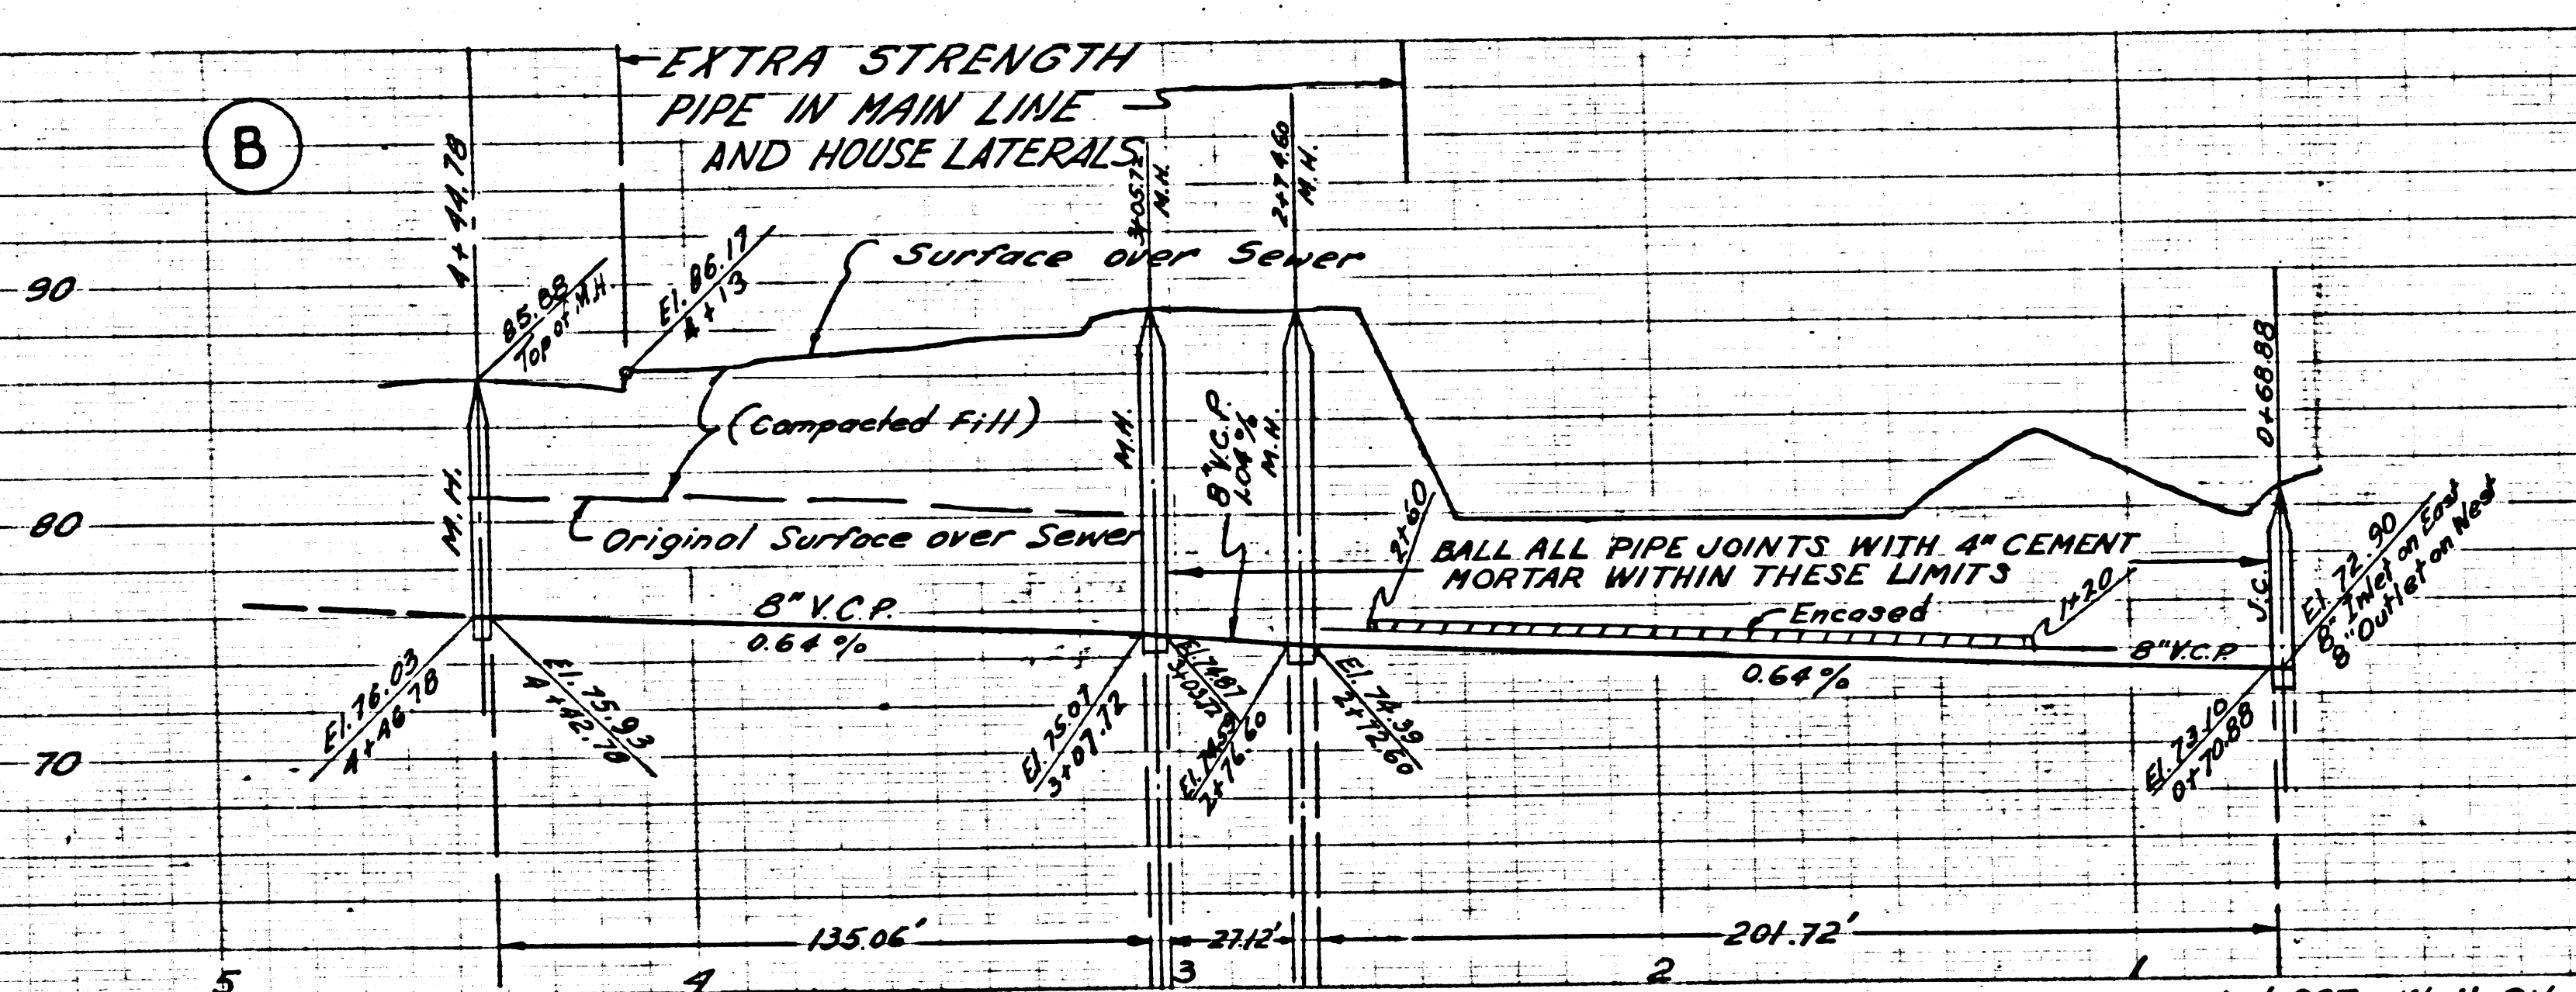 EXTRA STRENGTH
PIPE IN MAIN LINE
AND HOUSE LATERALS
B
4+44.78
3+05.72
M.H.
2+74.60
M.H.
90
85.88
Top of M.H.
El. 86.17
4+13
Surface over Sewer
0+68.88
(Compacted Fill)
M.H.
M.H.
8" V.C.P.
1.04%
M.H.
80
Original Surface over Sewer
2+60
BALL ALL PIPE JOINTS WITH 4" CEMENT
MORTAR WITHIN THESE LIMITS
Encased
1+20
J.C.
El. 72.90
8" Inlet on East
8" Outlet on West
8" V.C.P.
0.64%
8" V.C.P.
0.64%
El. 76.03
4+46.78
El. 75.93
4+42.78
El. 75.07
3+07.72
El. 74.87
3+03.72
El. 74.59
2+76.60
El. 74.39
2+72.60
El. 73.10
0+70.88
70
135.06'
27.12'
201.72'
5
4
3
2
1